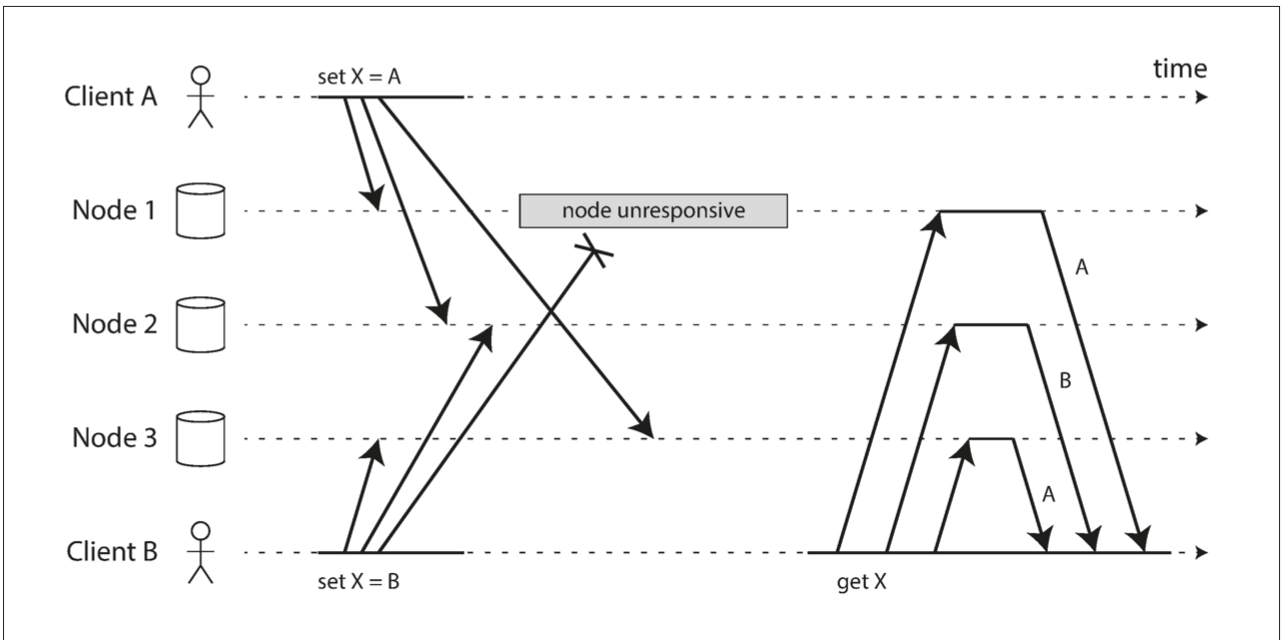 time
set X = A
Client A
Node 1
node unresponsive
A
Node 2
B
Node 3
A
Client B
set X = B
get X